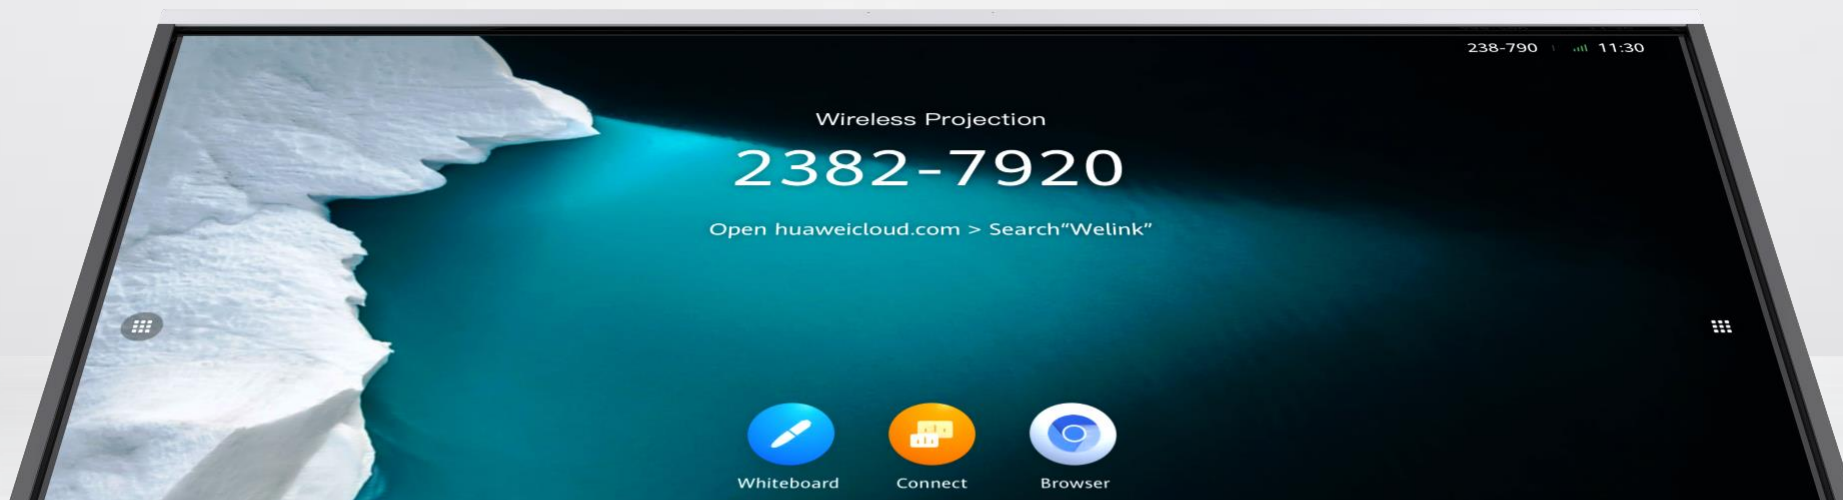 238-790 11:30
Wireless Projection
2382-7920
Open huaweicloud.com > Search“Welink”
Whiteboard Connect Browser